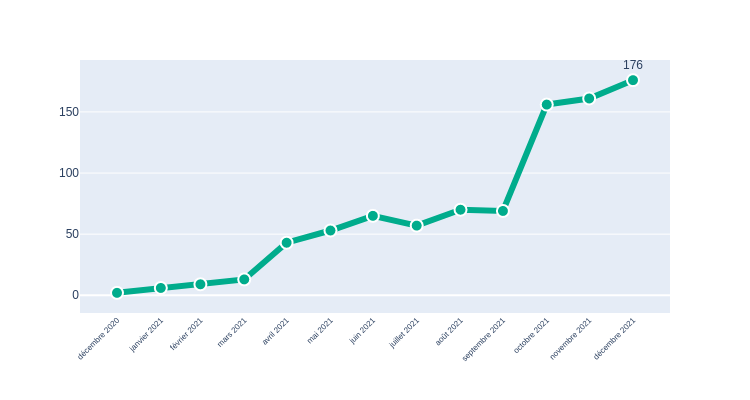 176
150
100
50
0
décembre 2020
janvier 2021
février 2021
mars 2021
avril 2021
mai 2021
juin 2021
juillet 2021
août 2021
septembre 2021
octobre 2021
novembre 2021
décembre 2021